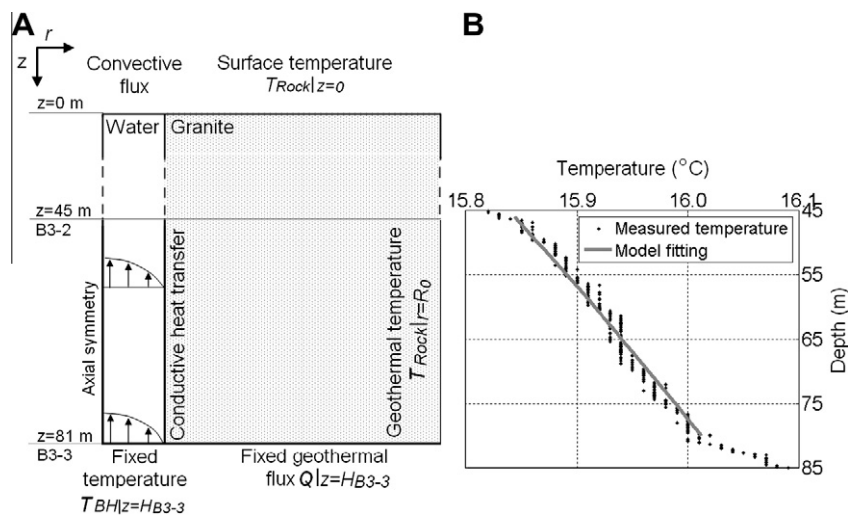 A
r
z
Convective
flux
Surface temperature
TRock|z=0
z=0 m
Water
Granite
z=45 m
B3-2
Axial symmetry
Conductive heat transfer
Geothermal temperature
TRock|r=R0
z=81 m
B3-3
Fixed
temperature
TBH|z=HB3-3
Fixed geothermal
flux Q|z=HB3-3
B
Temperature (°C)
15.8 15.9 16.0 16.1
Measured temperature
Model fitting
45
55
65
75
85
Depth (m)